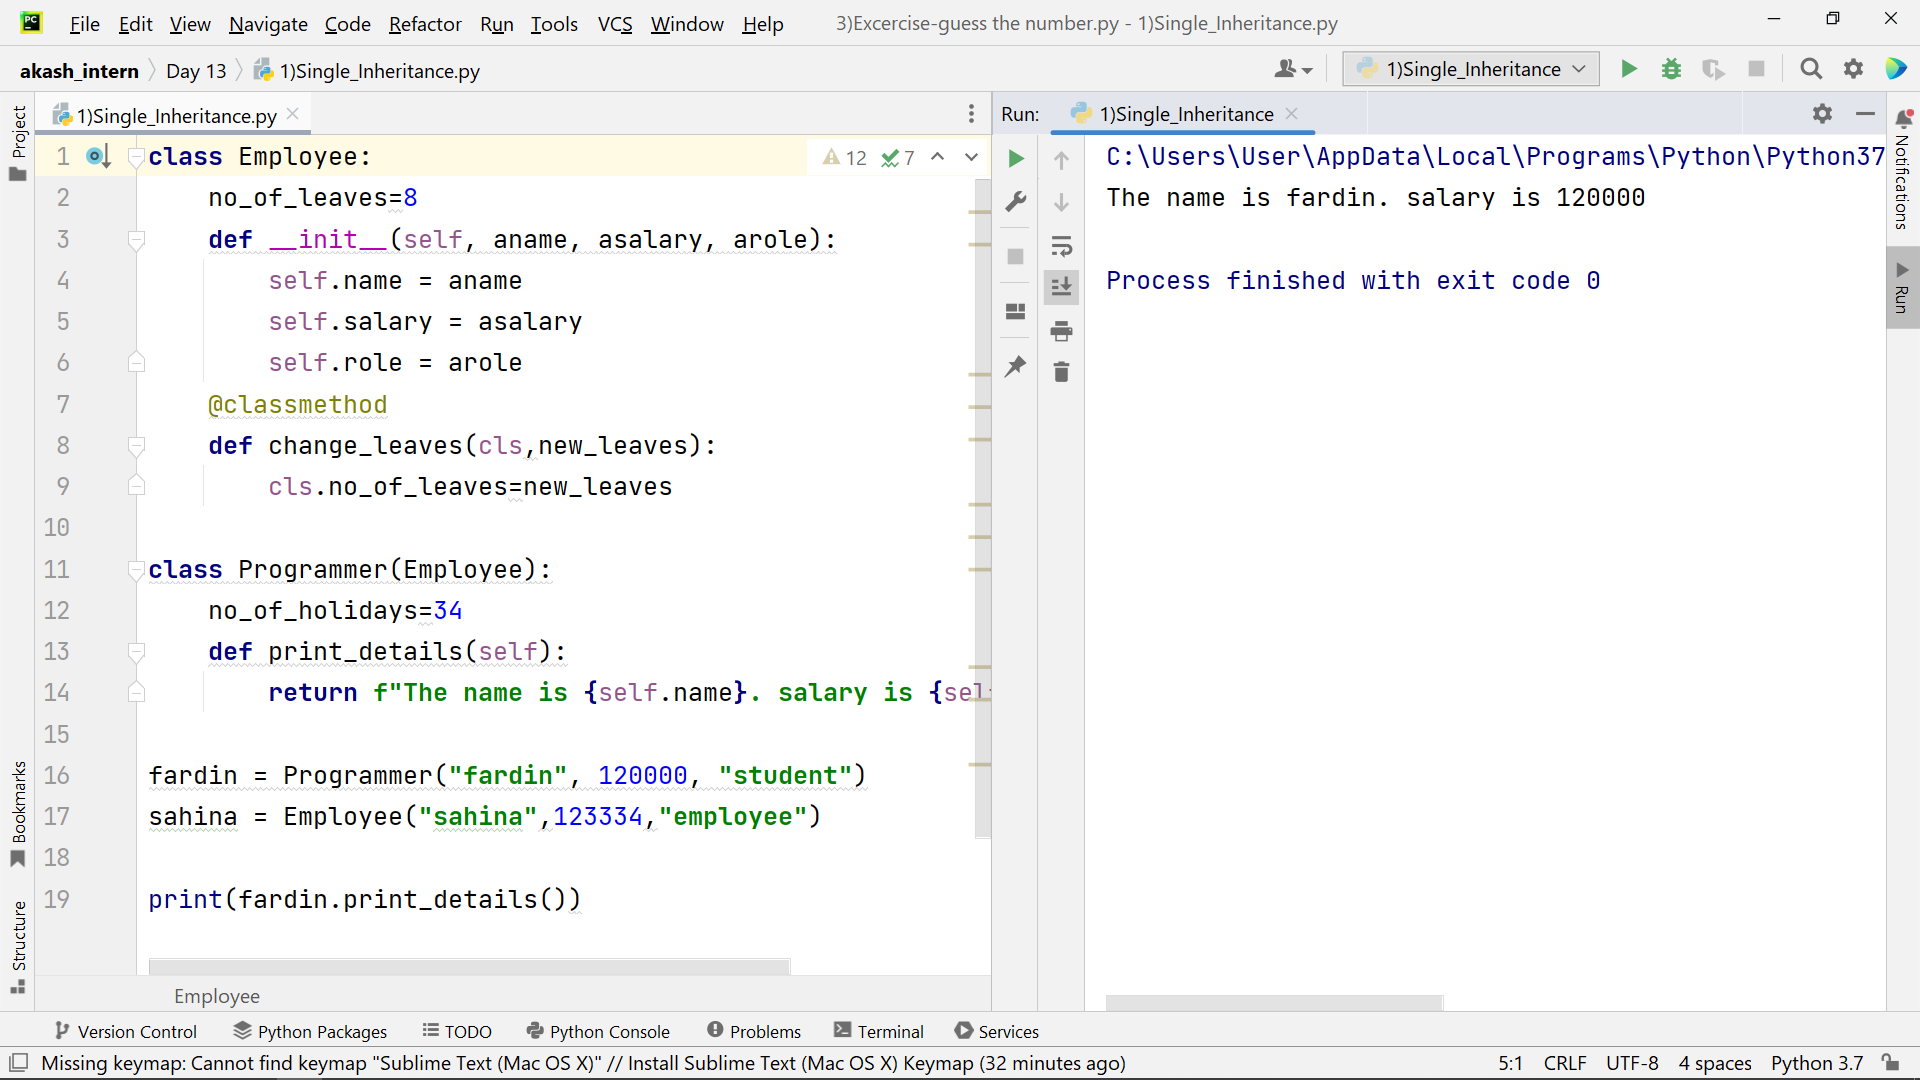 PC
File Edit View Navigate Code Refactor Run Tools VCS Window Help
3)Excercise-guess the number.py - 1)Single_Inheritance.py
akash_intern
Day 13
1)Single_Inheritance.py
1)Single_Inheritance
1)Single_Inheritance.py
Run:
1)Single_Inheritance
Project
Notifications
Run
12
7
1 class Employee:
2 no_of_leaves=8
3 def __init__(self, aname, asalary, arole):
4 self.name = aname
5 self.salary = asalary
6 self.role = arole
7 @classmethod
8 def change_leaves(cls,new_leaves):
9 cls.no_of_leaves=new_leaves
10
11 class Programmer(Employee):
12 no_of_holidays=34
13 def print_details(self):
14 return f"The name is {self.name}. salary is {sel
15
16 fardin = Programmer("fardin", 120000, "student")
17 sahina = Employee("sahina",123334,"employee")
18
19 print(fardin.print_details())
C:\Users\User\AppData\Local\Programs\Python\Python37
The name is fardin. salary is 120000
Process finished with exit code 0
Bookmarks
Structure
Employee
Version Control
Python Packages
TODO
Python Console
Problems
Terminal
Services
Missing keymap: Cannot find keymap "Sublime Text (Mac OS X)" // Install Sublime Text (Mac OS X) Keymap (32 minutes ago)
5:1 CRLF UTF-8 4 spaces Python 3.7